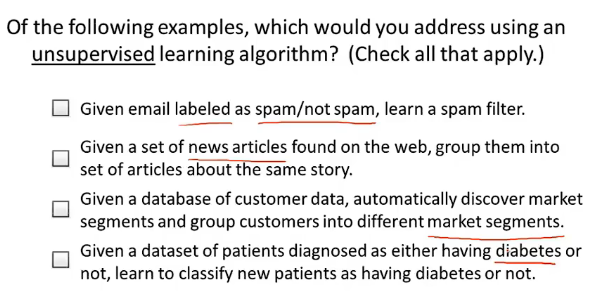 Of the following examples, which would you address using an
unsupervised learning algorithm? (Check all that apply.)
Given email labeled as spam/not spam, learn a spam filter.
Given a set of news articles found on the web, group them into
set of articles about the same story.
Given a database of customer data, automatically discover market
segments and group customers into different market segments.
Given a dataset of patients diagnosed as either having diabetes or
not, learn to classify new patients as having diabetes or not.